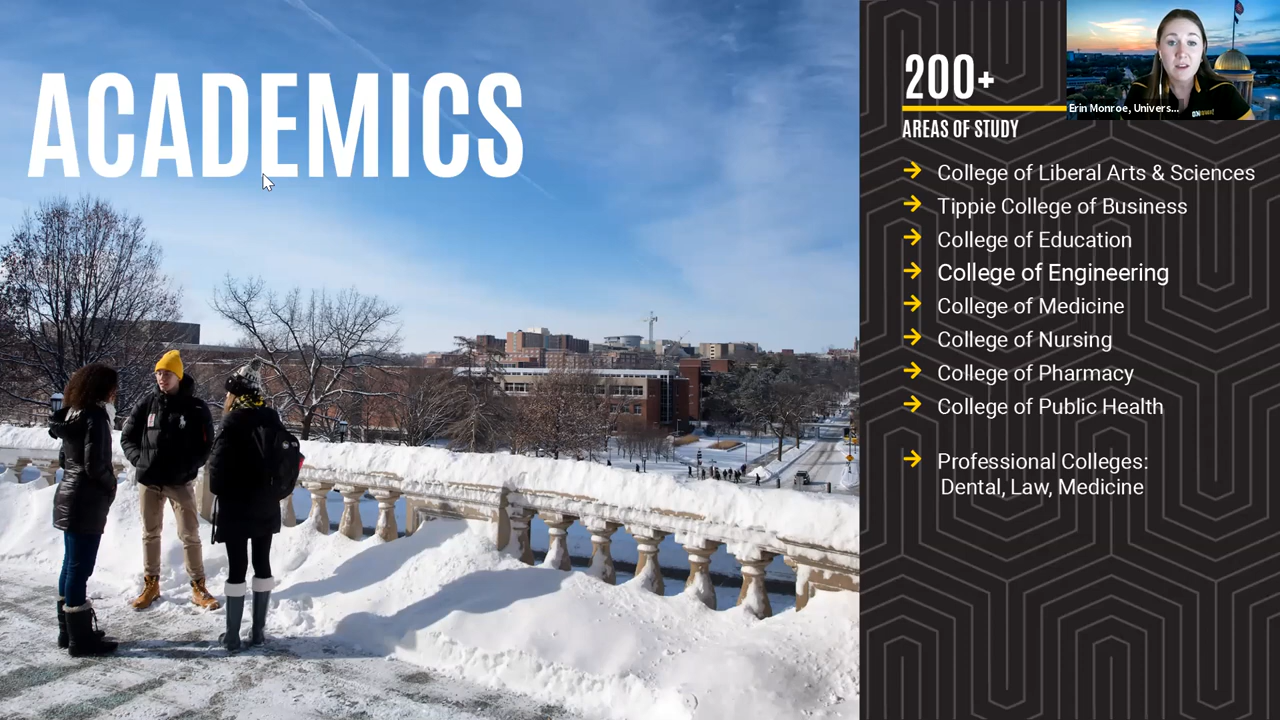 ACADEMICS
200+
Erin Monroe, Univers...
AREAS OF STUDY
College of Liberal Arts & Sciences
Tippie College of Business
College of Education
College of Engineering
College of Medicine
College of Nursing
College of Pharmacy
College of Public Health
Professional Colleges:
Dental, Law, Medicine